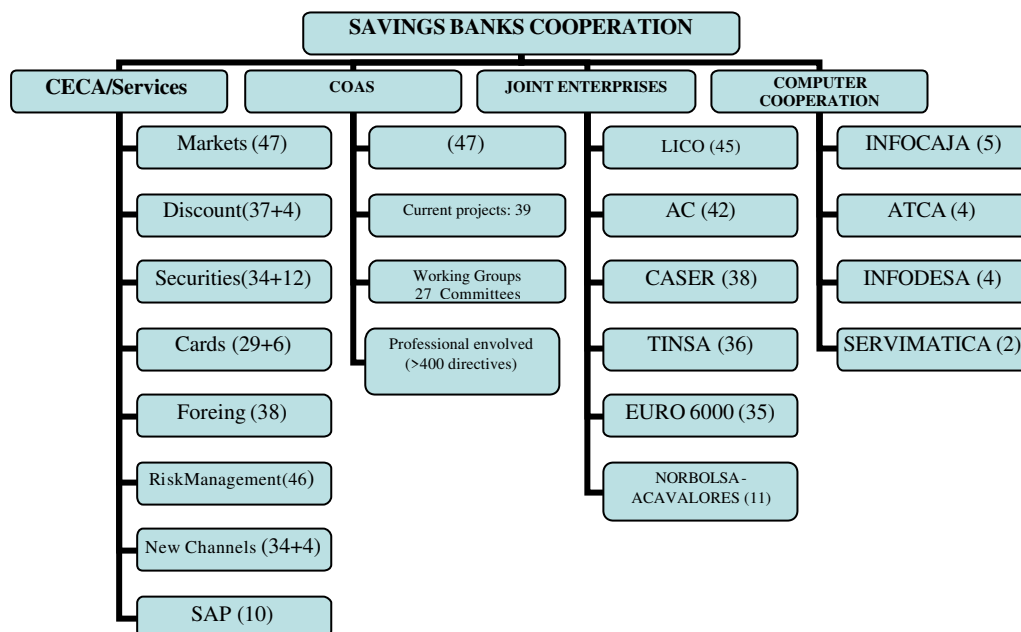 SAVINGS BANKS COOPERATION
CECA/Services
COAS
JOINT ENTERPRISES
COMPUTER
COOPERATION
Markets (47)
Discount(37+4)
Securities(34+12)
Cards (29+6)
Foreing (38)
RiskManagement(46)
New Channels (34+4)
SAP (10)
(47)
Current projects: 39
Working Groups
27 Committees
Professional envolved
(>400 directives)
LICO (45)
AC (42)
CASER (38)
TINSA (36)
EURO 6000 (35)
NORBOLSA-
ACAVALORES (11)
INFOCAJA (5)
ATCA (4)
INFODESA (4)
SERVIMATICA (2)